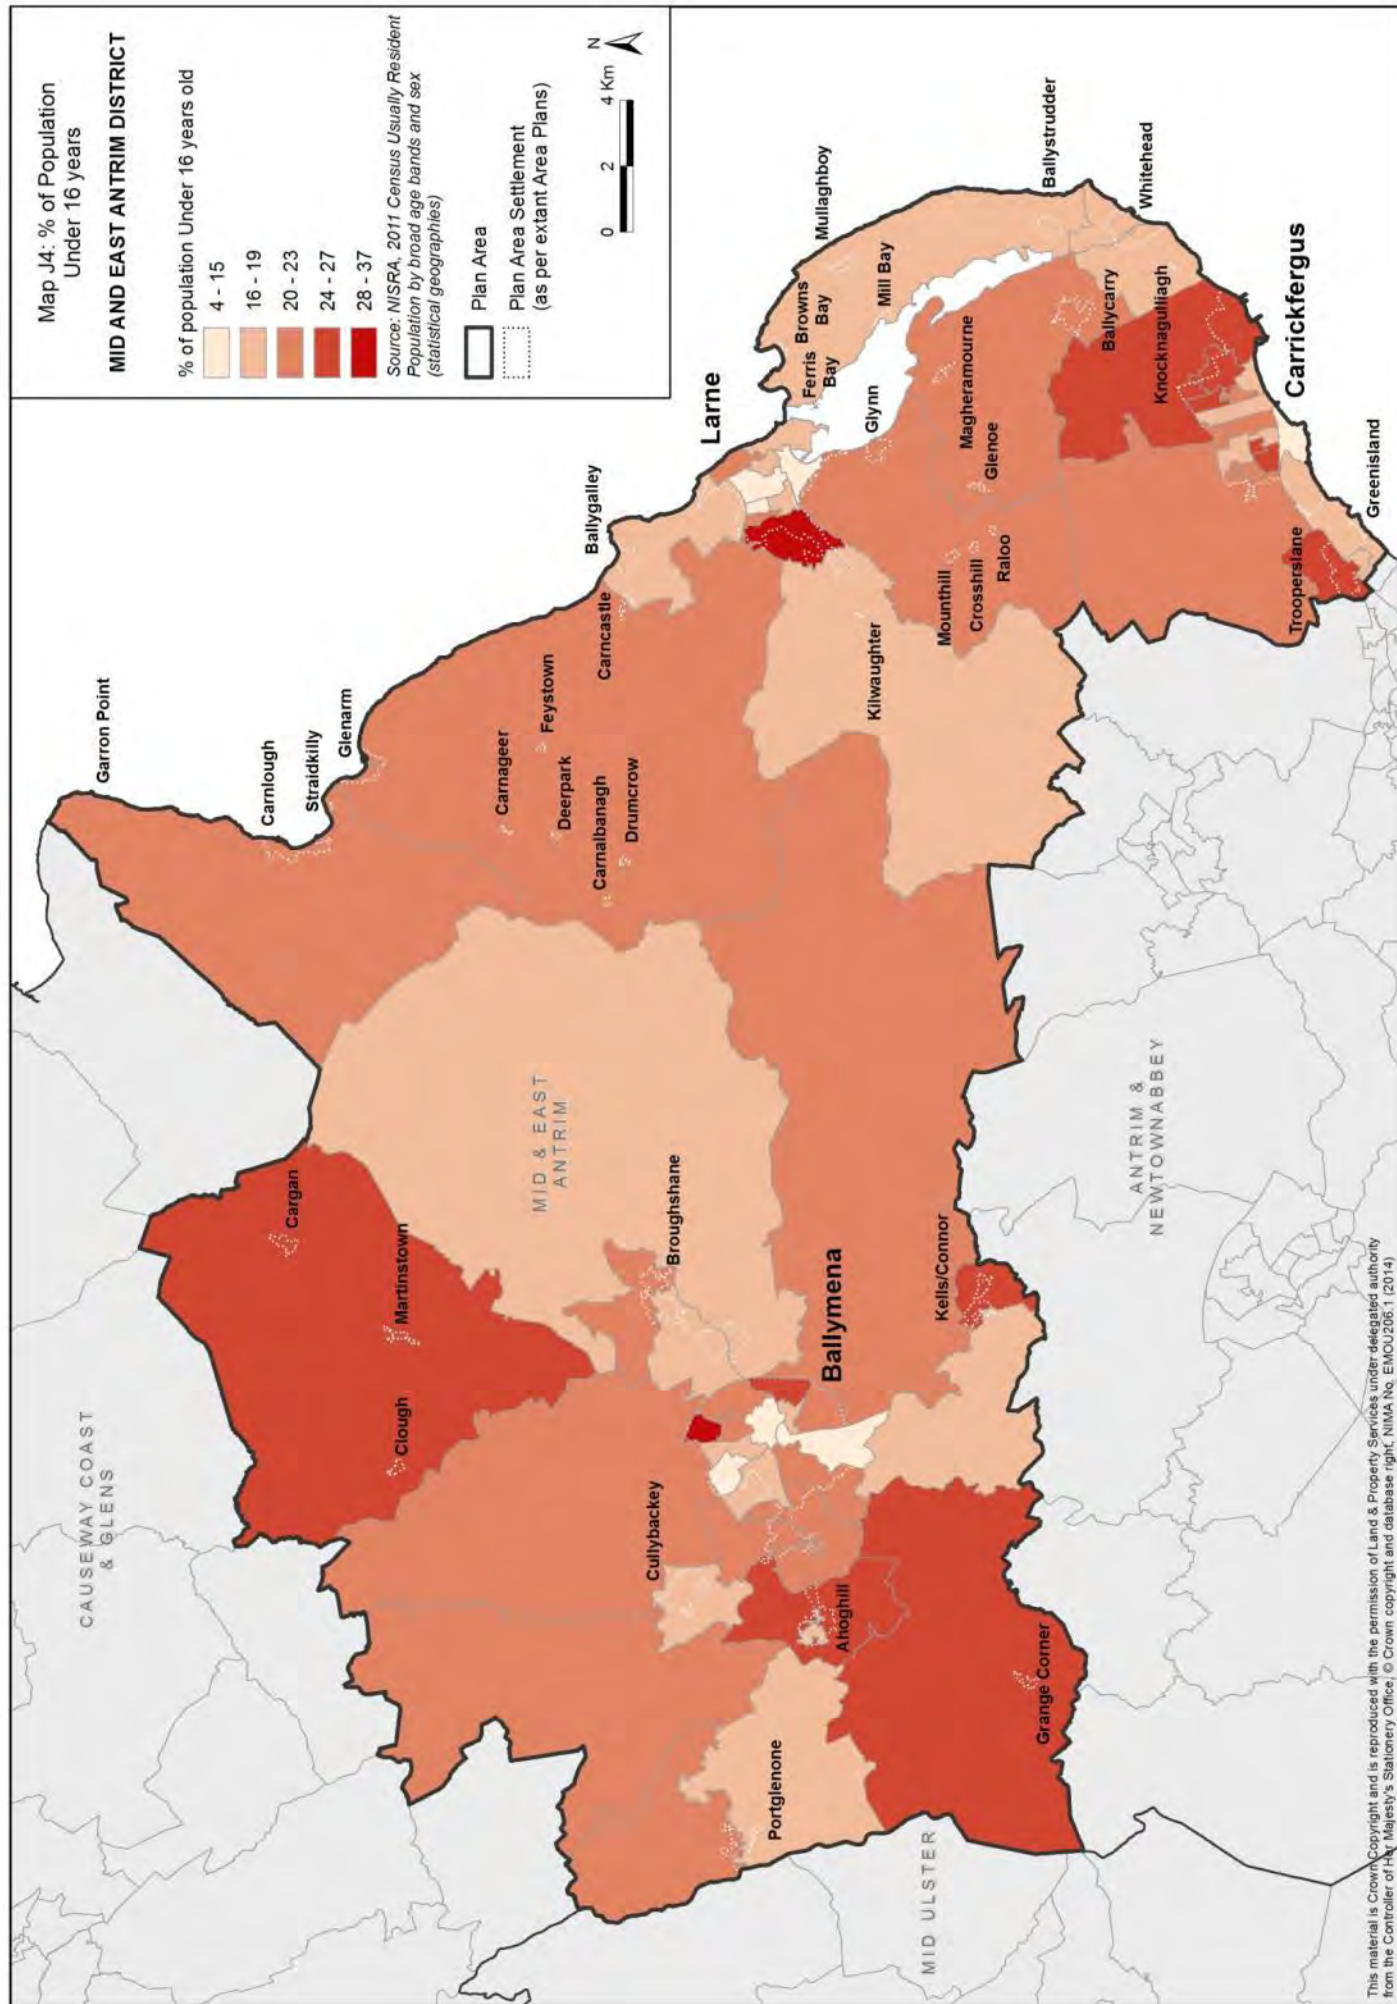 Map J4: % of Population
Under 16 years
MID AND EAST ANTRIM DISTRICT
% of population Under 16 years old
4 - 15
16 - 19
20 - 23
24 - 27
28 - 37
Source: NISRA, 2011 Census Usually Resident
Population by broad age bands and sex
(statistical geographies)
Plan Area
Plan Area Settlement
(as per extant Area Plans)
0 2 4 Km
N
CAUSEWAY COAST
& GLENS
Garron Point
Carnlough
Straidkilly
Glenarm
Cargan
Martinstown
Clough
Carnageer
Feystown
Deerpark
Carnalbanagh
Drumcrow
Carncastle
Ballygalley
MID & EAST
ANTRIM
Broughshane
Cullybackey
Larne
Portglenone
Ahoghill
Ballymena
Kilwaughter
Ferris
Bay
Browns
Bay
Mullaghboy
Mill Bay
Glynn
Magheramourne
Glenoe
Mounthill
Crosshill
Raloo
Kells/Connor
Grange Corner
Ballystrudder
Whitehead
Ballycarry
Knocknagulliagh
Carrickfergus
Trooperslane
Greenisland
MID ULSTER
ANTRIM &
NEWTOWNABBEY
This material is Crown Copyright and is reproduced with the permission of Land & Property Services under delegated authority
from the Controller of Her Majesty's Stationery Office, © Crown copyright and database right, NIMA No. EMOU206.1 (2014)